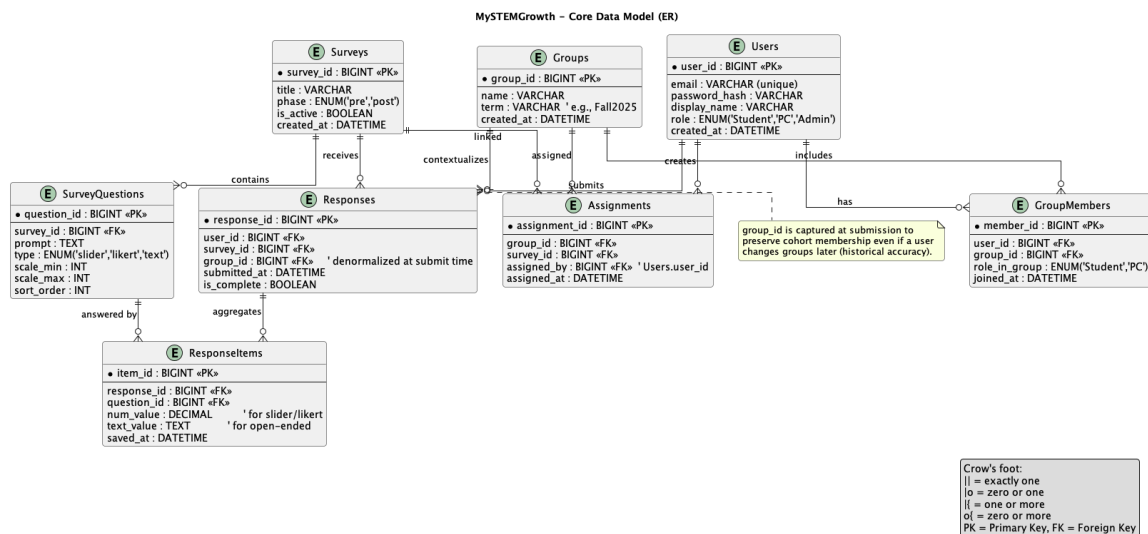 MySTEMGrowth – Core Data Model (ER)
E Surveys
• survey_id : BIGINT «PK»
title : VARCHAR
phase : ENUM('pre','post')
is_active : BOOLEAN
created_at : DATETIME
E Groups
• group_id : BIGINT «PK»
name : VARCHAR
term : VARCHAR ' e.g., Fall2025
created_at : DATETIME
E Users
• user_id : BIGINT «PK»
email : VARCHAR (unique)
password_hash : VARCHAR
display_name : VARCHAR
role : ENUM('Student','PC','Admin')
created_at : DATETIME
linked
receives
contextualizes
assigned
creates
includes
contains
submits
has
E SurveyQuestions
• question_id : BIGINT «PK»
survey_id : BIGINT «FK»
prompt : TEXT
type : ENUM('slider','likert','text')
scale_min : INT
scale_max : INT
sort_order : INT
E Responses
• response_id : BIGINT «PK»
user_id : BIGINT «FK»
survey_id : BIGINT «FK»
group_id : BIGINT «FK» ' denormalized at submit time
submitted_at : DATETIME
is_complete : BOOLEAN
E Assignments
• assignment_id : BIGINT «PK»
group_id : BIGINT «FK»
survey_id : BIGINT «FK»
assigned_by : BIGINT «FK» ' Users.user_id
assigned_at : DATETIME
group_id is captured at submission to
preserve cohort membership even if a user
changes groups later (historical accuracy).
E GroupMembers
• member_id : BIGINT «PK»
user_id : BIGINT «FK»
group_id : BIGINT «FK»
role_in_group : ENUM('Student','PC')
joined_at : DATETIME
answered by
aggregates
E ResponseItems
• item_id : BIGINT «PK»
response_id : BIGINT «FK»
question_id : BIGINT «FK»
num_value : DECIMAL ' for slider/likert
text_value : TEXT ' for open-ended
saved_at : DATETIME
Crow's foot:
|| = exactly one
|o = zero or one
|{ = one or more
o{ = zero or more
PK = Primary Key, FK = Foreign Key